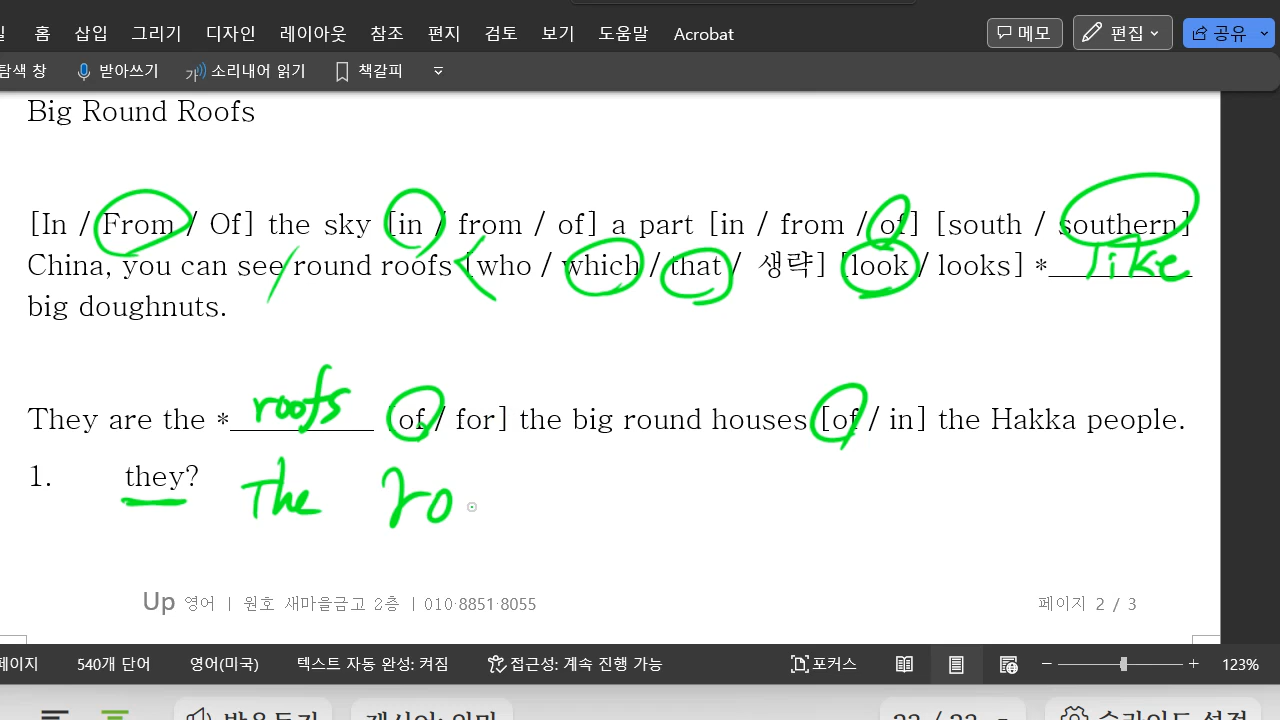 홈 삽입 그리기 디자인 레이아웃 참조 편지 검토 보기 도움말 Acrobat 메모 편집 공유
탐색 창 받아쓰기 소리내어 읽기 책갈피
Big Round Roofs
[In / From / Of] the sky [in / from / of] a part [in / from / of] [south / southern]
China, you can see / round roofs < [who / which / that / 생략] [look / looks] * like
big doughnuts.
They are the * roofs [of / for] the big round houses [of / in] the Hakka people.
1. they? The ro
Up 영어 | 원호 새마을금고 2층 | 010-8851-8055 페이지 2 / 3
페이지 540개 단어 영어(미국) 텍스트 자동 완성: 켜짐 접근성: 계속 진행 가능 포커스 − + 123%